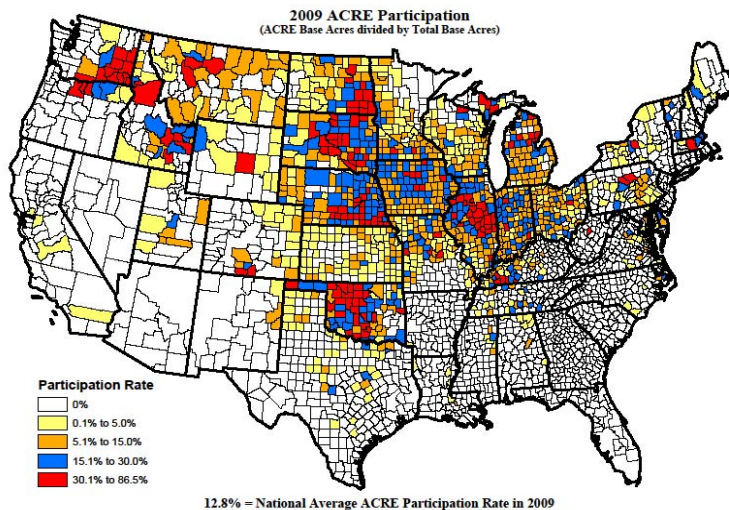 2009 ACRE Participation
(ACRE Base Acres divided by Total Base Acres)
Participation Rate
0%
0.1% to 5.0%
5.1% to 15.0%
15.1% to 30.0%
30.1% to 86.5%
12.8% = National Average ACRE Participation Rate in 2009